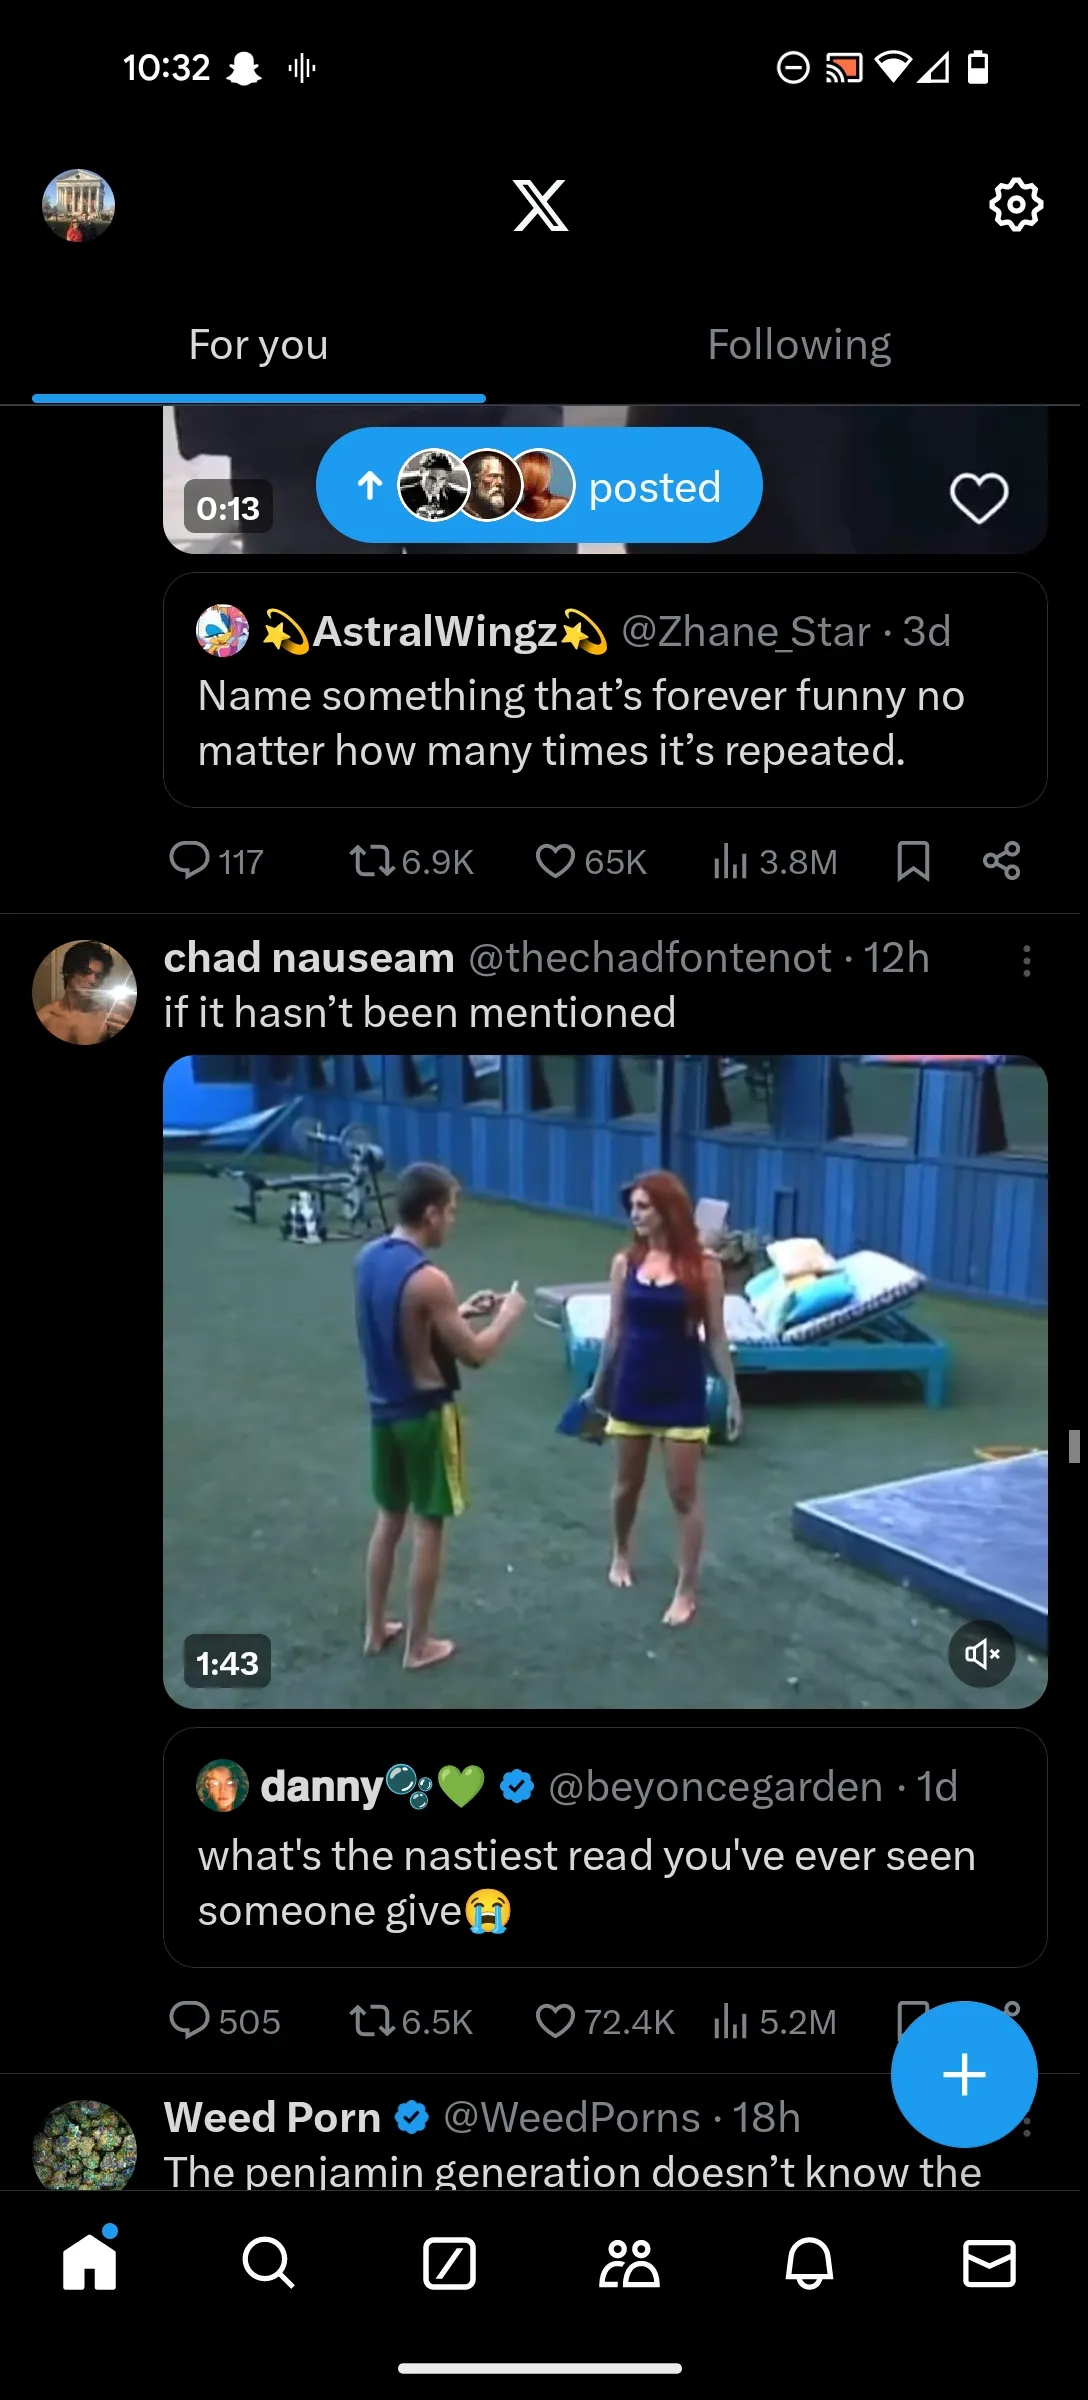 10:32
For you
Following
0:13
posted
💫AstralWingz💫 @Zhane_Star · 3d
Name something that’s forever funny no
matter how many times it’s repeated.
117 6.9K 65K 3.8M
chad nauseam @thechadfontenot · 12h
if it hasn’t been mentioned
1:43
danny🫧💚 @beyoncegarden · 1d
what's the nastiest read you've ever seen
someone give😭
505 6.5K 72.4K 5.2M
Weed Porn @WeedPorns · 18h
The penjamin generation doesn’t know the